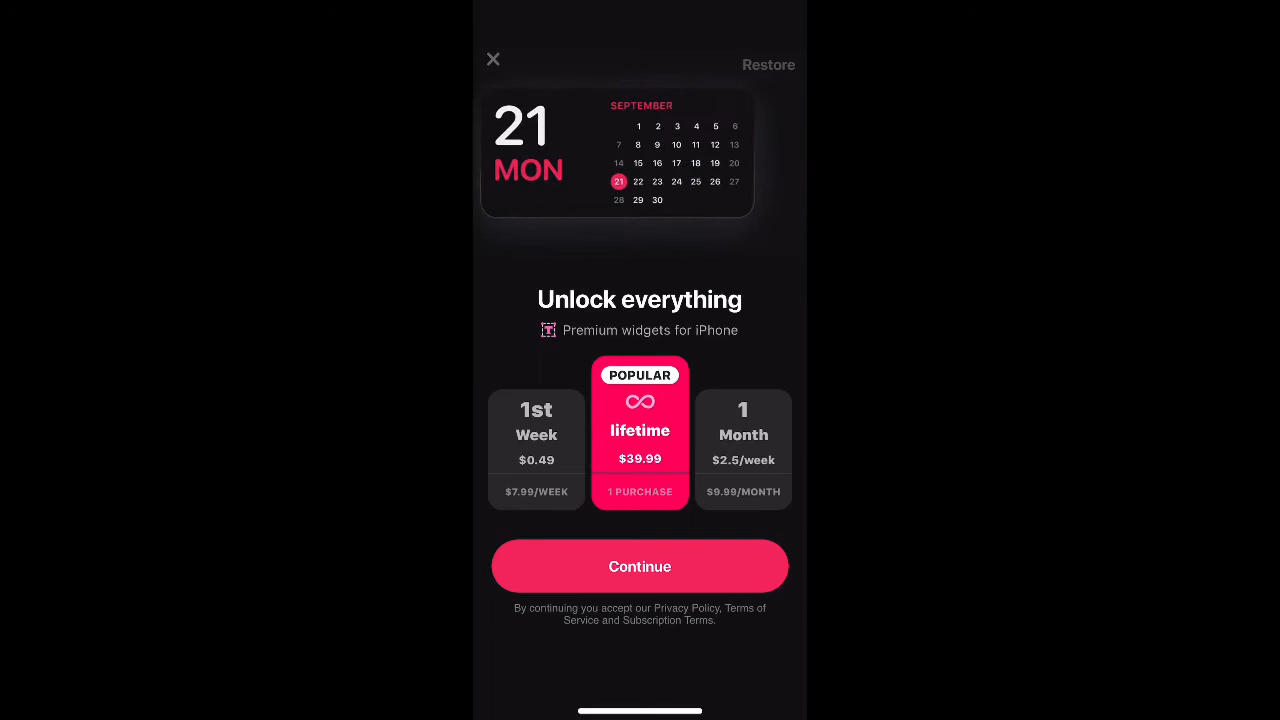 Restore
21
MON
SEPTEMBER
1 2 3 4 5 6
7 8 9 10 11 12 13
14 15 16 17 18 19 20
21 22 23 24 25 26 27
28 29 30
Unlock everything
T Premium widgets for iPhone
1st
Week
$0.49
$7.99/WEEK
POPULAR
lifetime
$39.99
1 PURCHASE
1
Month
$2.5/week
$9.99/MONTH
Continue
By continuing you accept our Privacy Policy, Terms of
Service and Subscription Terms.